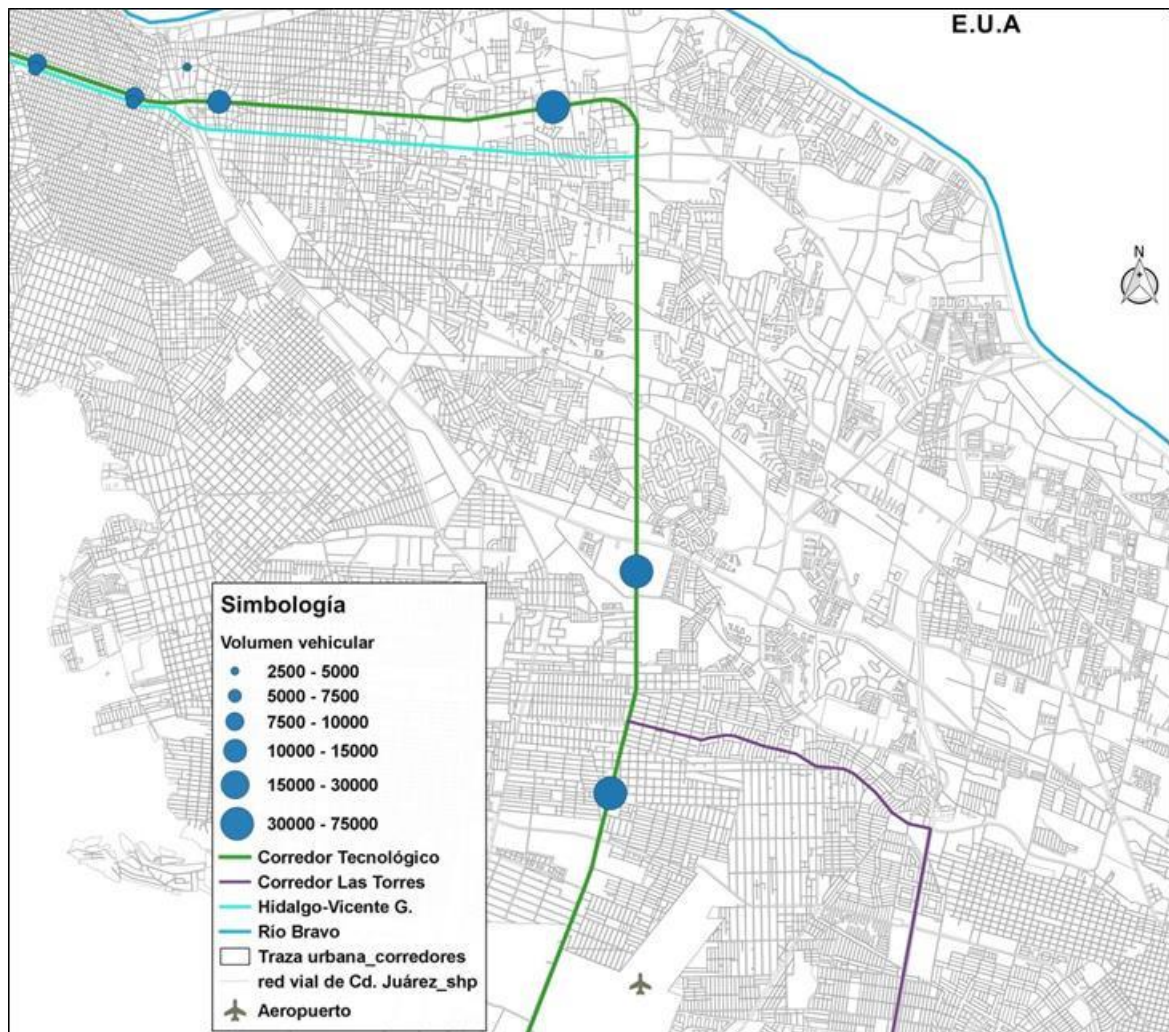 E.U.A
N
Simbología
Volumen vehicular
2500 - 5000
5000 - 7500
7500 - 10000
10000 - 15000
15000 - 30000
30000 - 75000
Corredor Tecnológico
Corredor Las Torres
Hidalgo-Vicente G.
Río Bravo
Traza urbana_corredores
red vial de Cd. Juárez_shp
Aeropuerto